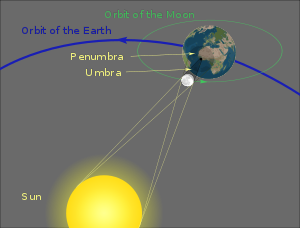 Orbit of the Moon
Orbit of the Earth
Penumbra
Umbra
Sun